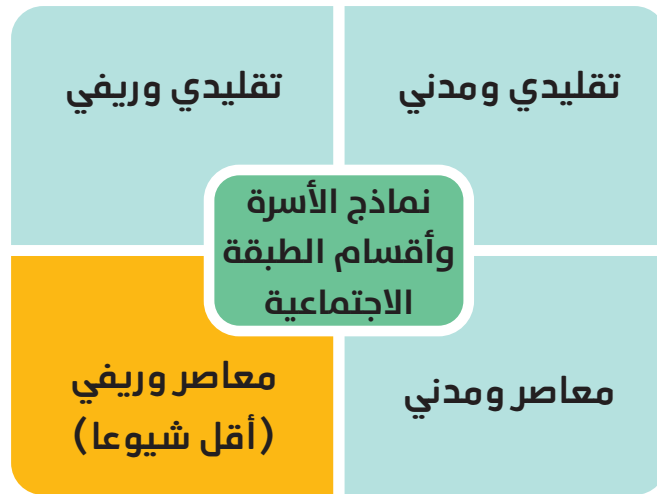 تقليدي ومدني
تقليدي وريفي
نماذج الأسرة
وأقسام الطبقة
الاجتماعية
معاصر ومدني
معاصر وريفي
(أقل شيوعا)